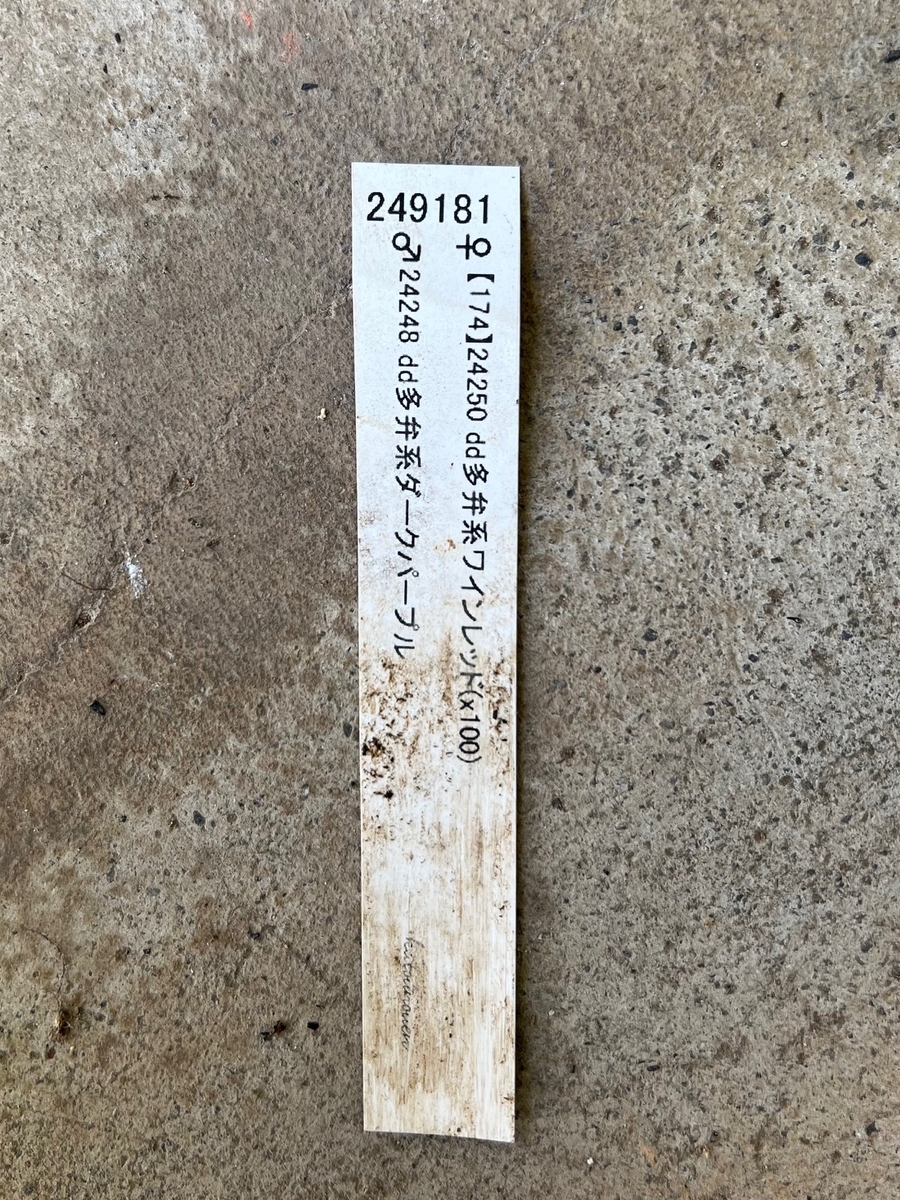 249181
♀【174】24250 dd多弁系ワインレッド(x100)
♂24248 dd多弁系ダークパープル